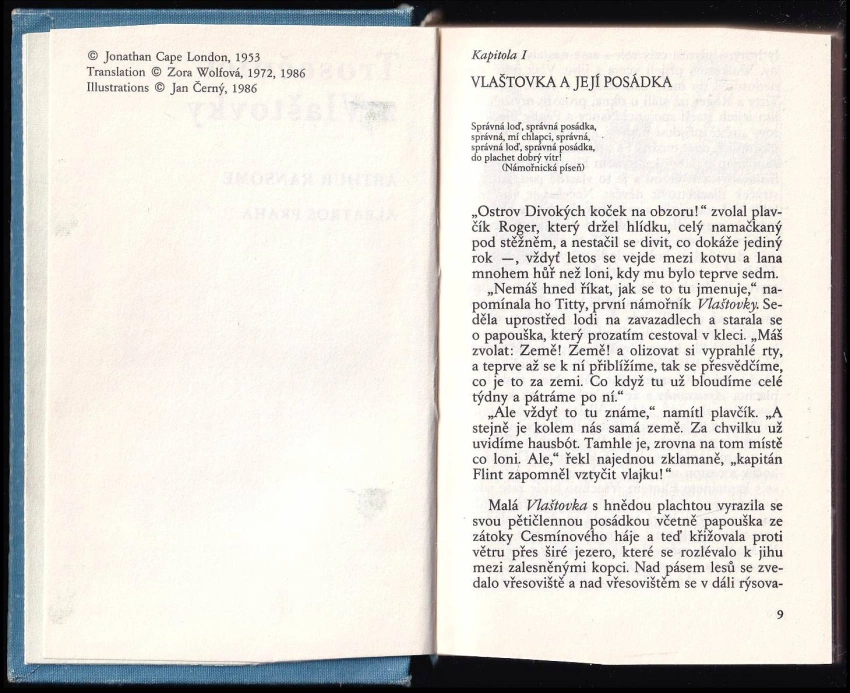 © Jonathan Cape London, 1953
Translation © Zora Wolfová, 1972, 1986
Illustrations © Jan Černý, 1986
ARTHUR RANSOME
ALBATROS PRAHA
Kapitola I
VLAŠTOVKA A JEJÍ POSÁDKA
Správná loď, správná posádka,
správná, mí chlapci, správná,
správná loď, správná posádka,
do plachet dobrý vítr!
(Námořnická píseň)
„Ostrov Divokých koček na obzoru!“ zvolal plav-
čík Roger, který držel hlídku, celý namačkaný
pod stěžněm, a nestačil se divit, co dokáže jediný
rok —, vždyť letos se vejde mezi kotvu a lana
mnohem hůř než loni, kdy mu bylo teprve sedm.
„Nemáš hned říkat, jak se to tu jmenuje,“ na-
pomínala ho Titty, první námořník Vlaštovky. Se-
děla uprostřed lodi na zavazadlech a starala se
o papouška, který prozatím cestoval v kleci. „Máš
zvolat: Země! Země! a olizovat si vyprahlé rty,
a teprve až se k ní přiblížíme, tak se přesvědčíme,
co je to za zemi. Co když tu už bloudíme celé
týdny a pátráme po ní.“
„Ale vždyť to tu známe,“ namítl plavčík. „A
stejně je kolem nás samá země. Za chvilku už
uvidíme hausbót. Tamhle je, zrovna na tom místě
co loni. Ale,“ řekl najednou zklamaně, „kapitán
Flint zapomněl vztyčit vlajku!“
Malá Vlaštovka s hnědou plachtou vyrazila se
svou pětičlennou posádkou včetně papouška ze
zátoky Cesmínového háje a teď křižovala proti
větru přes širé jezero, které se rozlévalo k jihu
mezi zalesněnými kopci. Nad pásem lesů se zve-
dalo vřesoviště a nad vřesovištěm se v dáli rýsova-
9